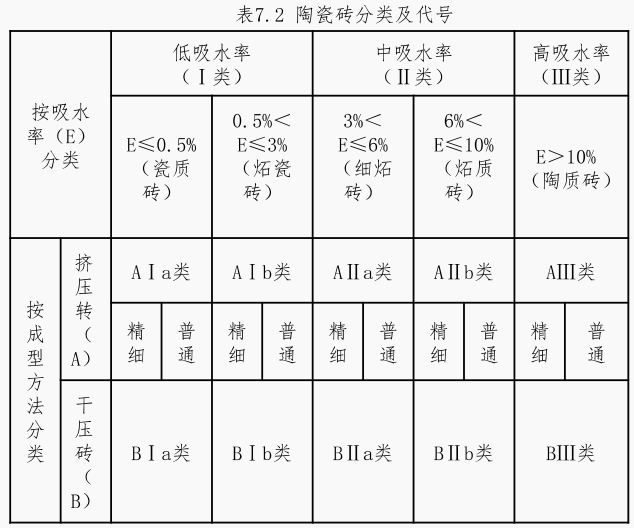 表7.2 陶瓷砖分类及代号
按吸水
率（E）
分类
低吸水率
（Ⅰ类）
中吸水率
（Ⅱ类）
高吸水率
（Ⅲ类）
E≤0.5%
（瓷质
砖）
0.5%＜
E≤3%
（炻瓷
砖）
3%＜
E≤6%
（细炻
砖）
6%＜
E≤10%
（炻质
砖）
E＞10%
（陶质砖）
按
成
型
方
法
分
类
挤
压
转
（
A）
AⅠa类
AⅠb类
AⅡa类
AⅡb类
AⅢ类
精
细
普
通
精
细
普
通
精
细
普
通
精
细
普
通
精
细
普
通
干
压
砖
（
B）
BⅠa类
BⅠb类
BⅡa类
BⅡb类
BⅢ类